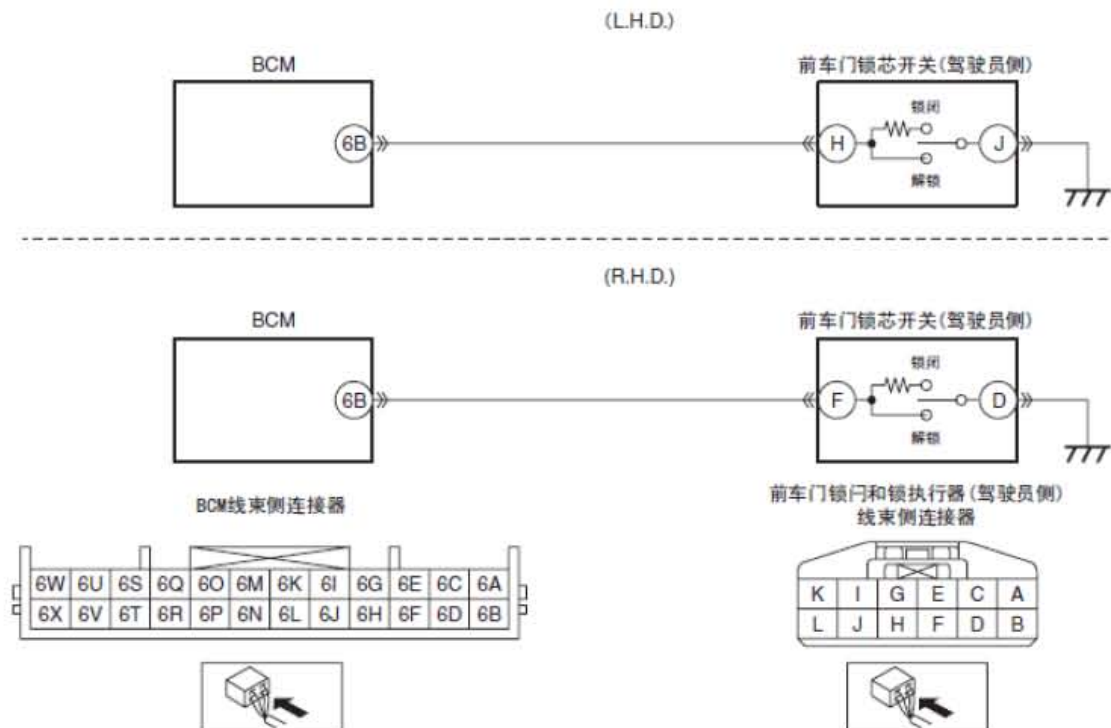 (L.H.D.)
BCM
前车门锁芯开关(驾驶员侧)
6B
H
锁闭
解锁
J
(R.H.D.)
BCM
前车门锁芯开关(驾驶员侧)
6B
F
锁闭
解锁
D
BCM线束侧连接器
前车门锁闩和锁执行器(驾驶员侧)
线束侧连接器
6W 6U 6S 6Q 6O 6M 6K 6I 6G 6E 6C 6A
6X 6V 6T 6R 6P 6N 6L 6J 6H 6F 6D 6B
K I G E C A
L J H F D B